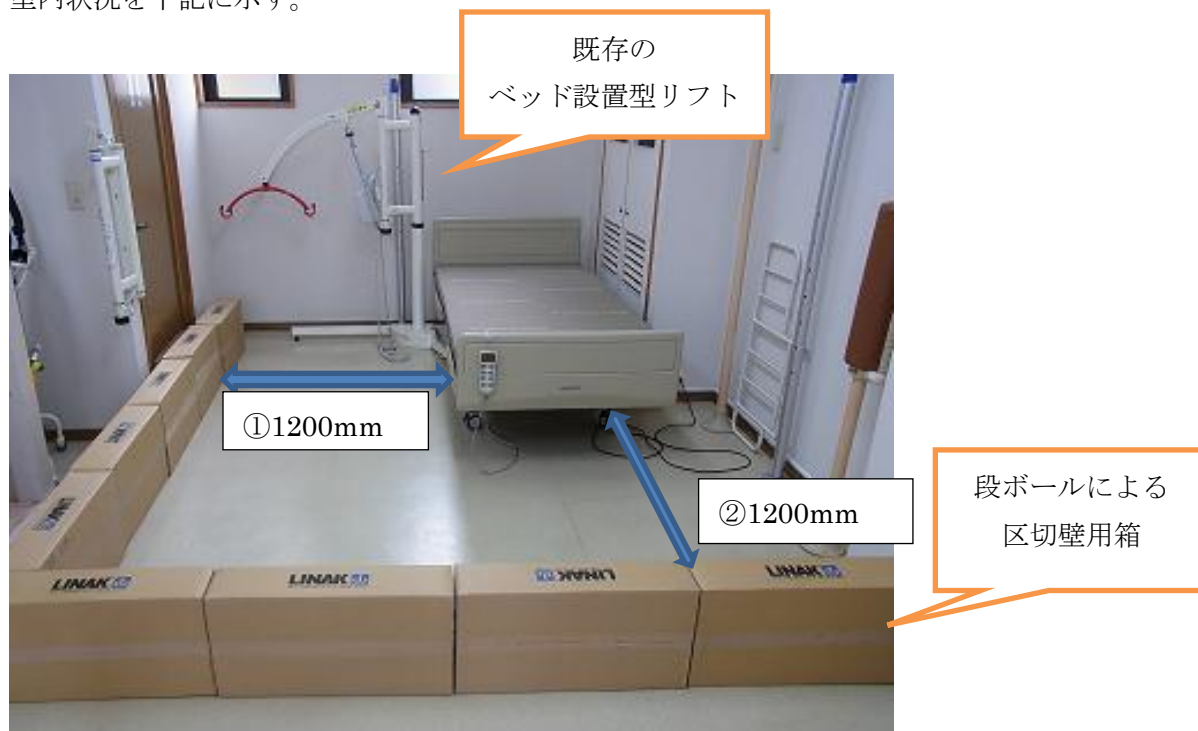 室内状況を下記に示す。
既存の
ベッド設置型リフト
①1200mm
②1200mm
段ボールによる
区切壁用箱
LINAK
LINAK
LINAK
LINAK
LINAK